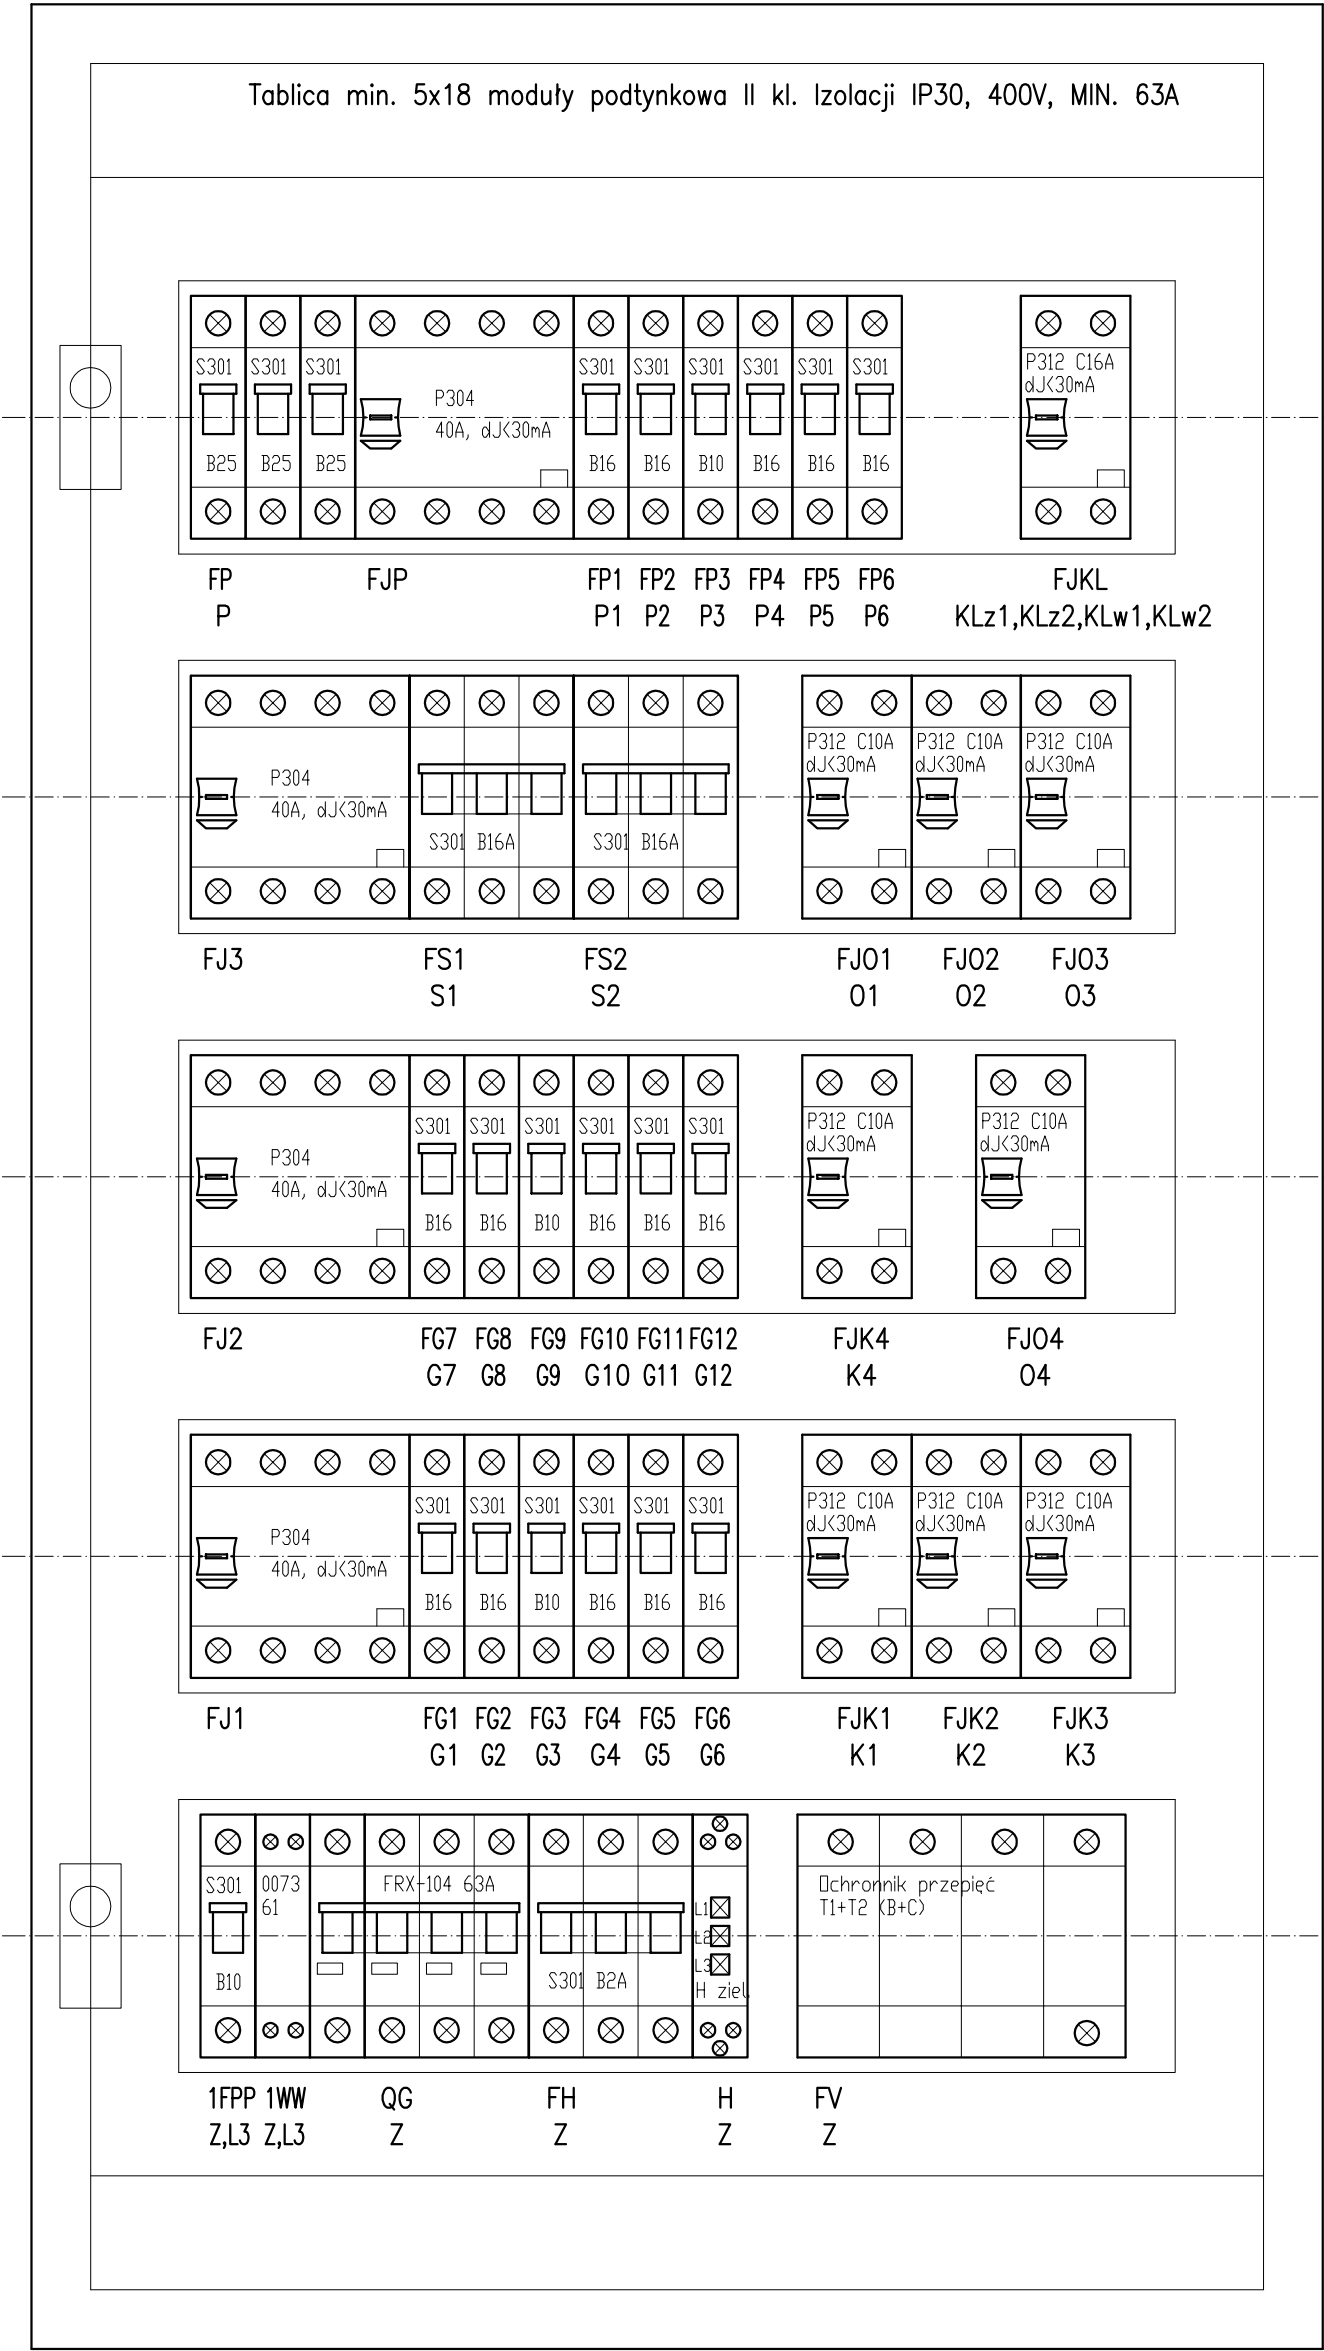 Tablica min. 5x18 moduły podtynkowa II kl. Izolacji IP30, 400V, MIN. 63A
S301 S301 S301 S301 S301 S301 S301 S301 S301 P312 C16A
dJ<30mA
P304
40A, dJ<30mA
B25 B25 B25 B16 B16 B10 B16 B16 B16
FP FJP FP1 FP2 FP3 FP4 FP5 FP6 FJKL
P P1 P2 P3 P4 P5 P6 KLz1,KLz2,KLw1,KLw2
P312 C10A P312 C10A P312 C10A
dJ<30mA dJ<30mA dJ<30mA
P304
40A, dJ<30mA
S301 B16A S301 B16A
FJ3 FS1 FS2 FJO1 FJO2 FJO3
S1 S2 O1 O2 O3
S301 S301 S301 S301 S301 S301 P312 C10A P312 C10A
dJ<30mA dJ<30mA
P304
40A, dJ<30mA
B16 B16 B10 B16 B16 B16
FJ2 FG7 FG8 FG9 FG10 FG11 FG12 FJK4 FJO4
G7 G8 G9 G10 G11 G12 K4 O4
S301 S301 S301 S301 S301 S301 P312 C10A P312 C10A P312 C10A
dJ<30mA dJ<30mA dJ<30mA
P304
40A, dJ<30mA
B16 B16 B10 B16 B16 B16
FJ1 FG1 FG2 FG3 FG4 FG5 FG6 FJK1 FJK2 FJK3
G1 G2 G3 G4 G5 G6 K1 K2 K3
S301 0073 FRX-104 63A Ochronnik przepięć
61 L1 T1+T2 (B+C)
L2
L3
B10 S301 B2A H ziel
1FPP 1WW QG FH H FV
Z,L3 Z,L3 Z Z Z Z